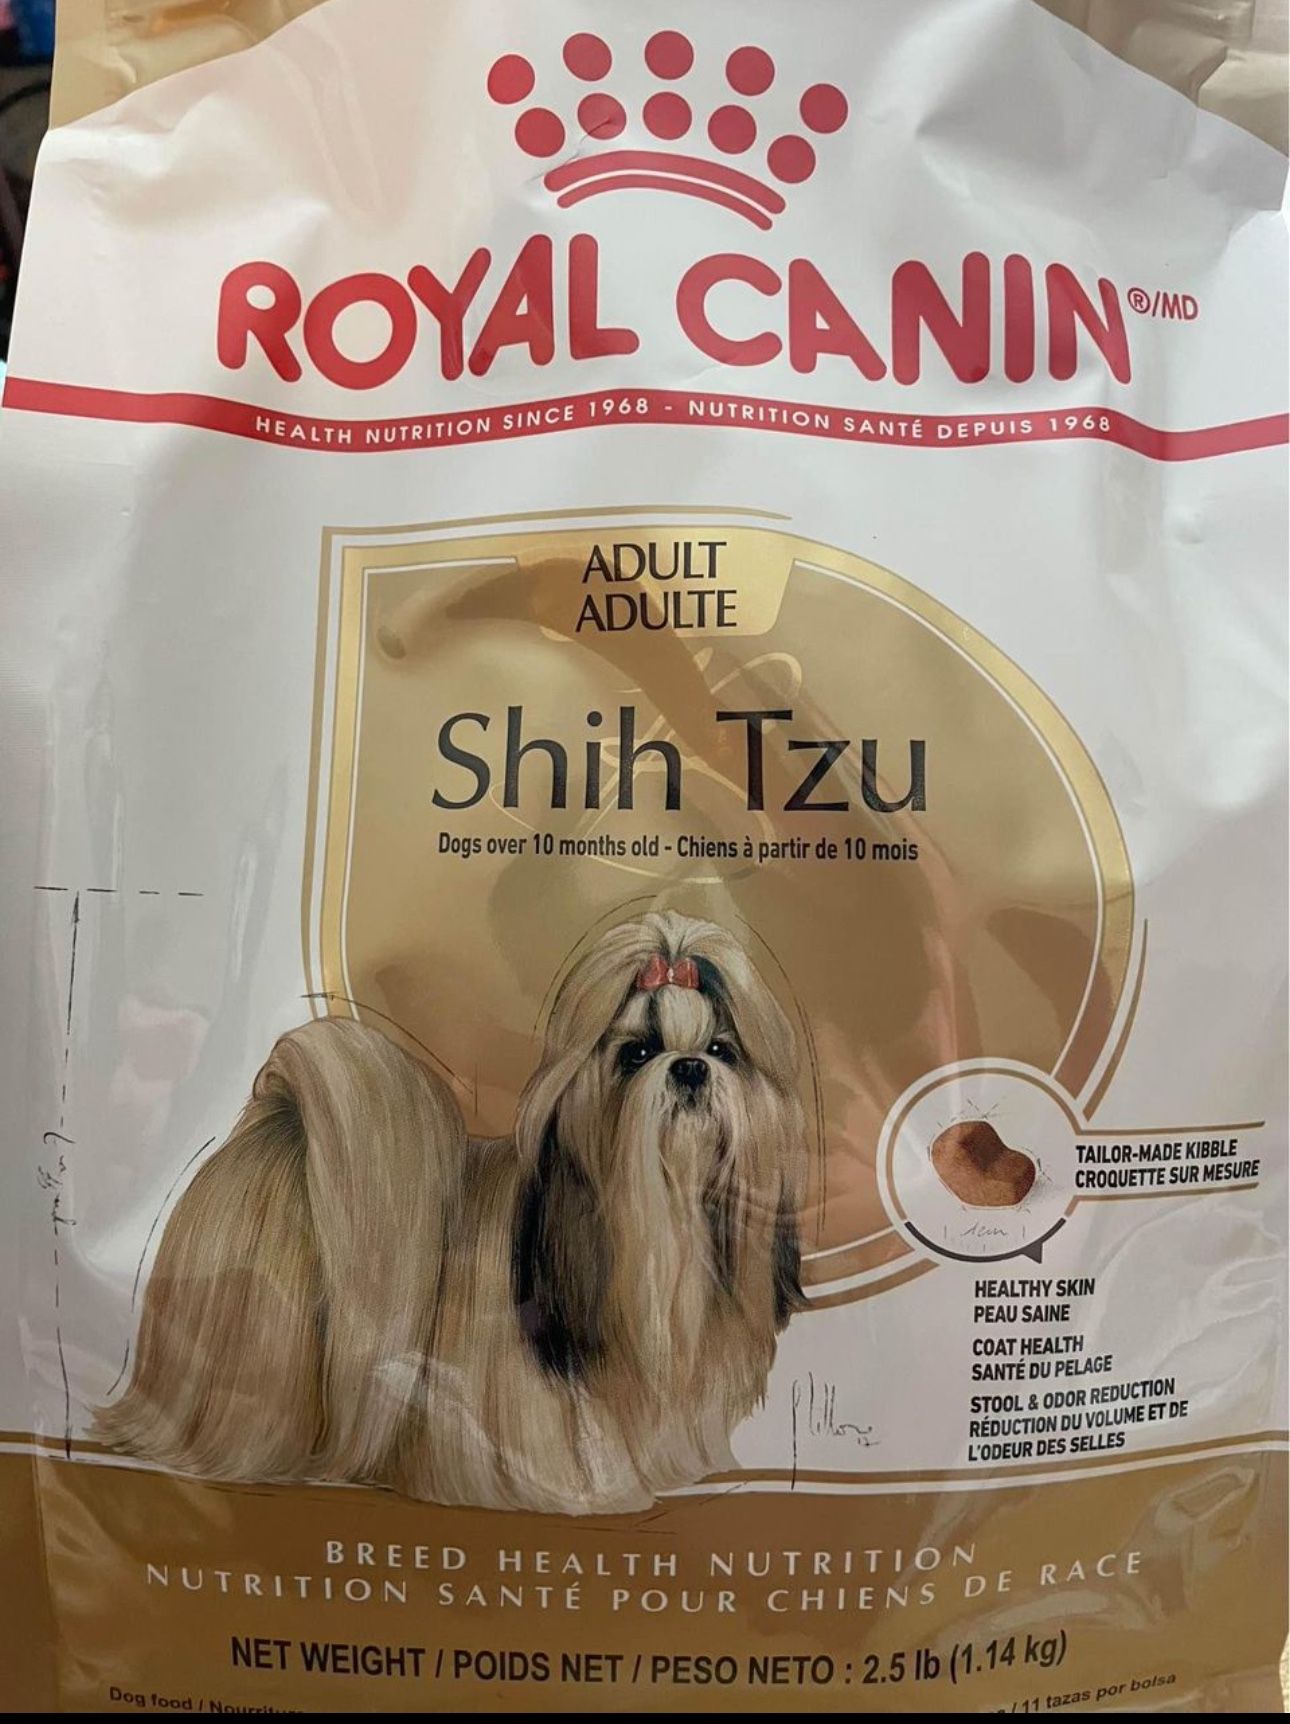 ROYAL CANIN®/MD
HEALTH NUTRITION SINCE 1968 - NUTRITION SANTÉ DEPUIS 1968
ADULT
ADULTE
Shih Tzu
Dogs over 10 months old - Chiens à partir de 10 mois
TAILOR-MADE KIBBLE
CROQUETTE SUR MESURE
1cm
HEALTHY SKIN
PEAU SAINE
COAT HEALTH
SANTÉ DU PELAGE
STOOL & ODOR REDUCTION
RÉDUCTION DU VOLUME ET DE
L'ODEUR DES SELLES
BREED HEALTH NUTRITION
NUTRITION SANTÉ POUR CHIENS DE RACE
NET WEIGHT / POIDS NET / PESO NETO : 2.5 lb (1.14 kg)
Dog food /
/ 11 tazas por bolsa